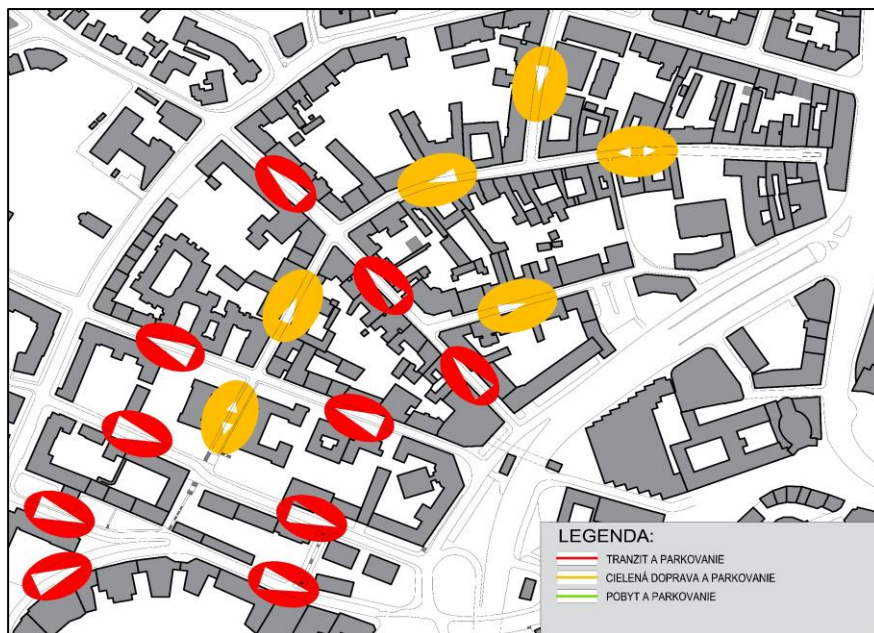 LEGENDA:
TRANZIT A PARKOVANIE
CIELENÁ DOPRAVA A PARKOVANIE
POBYT A PARKOVANIE